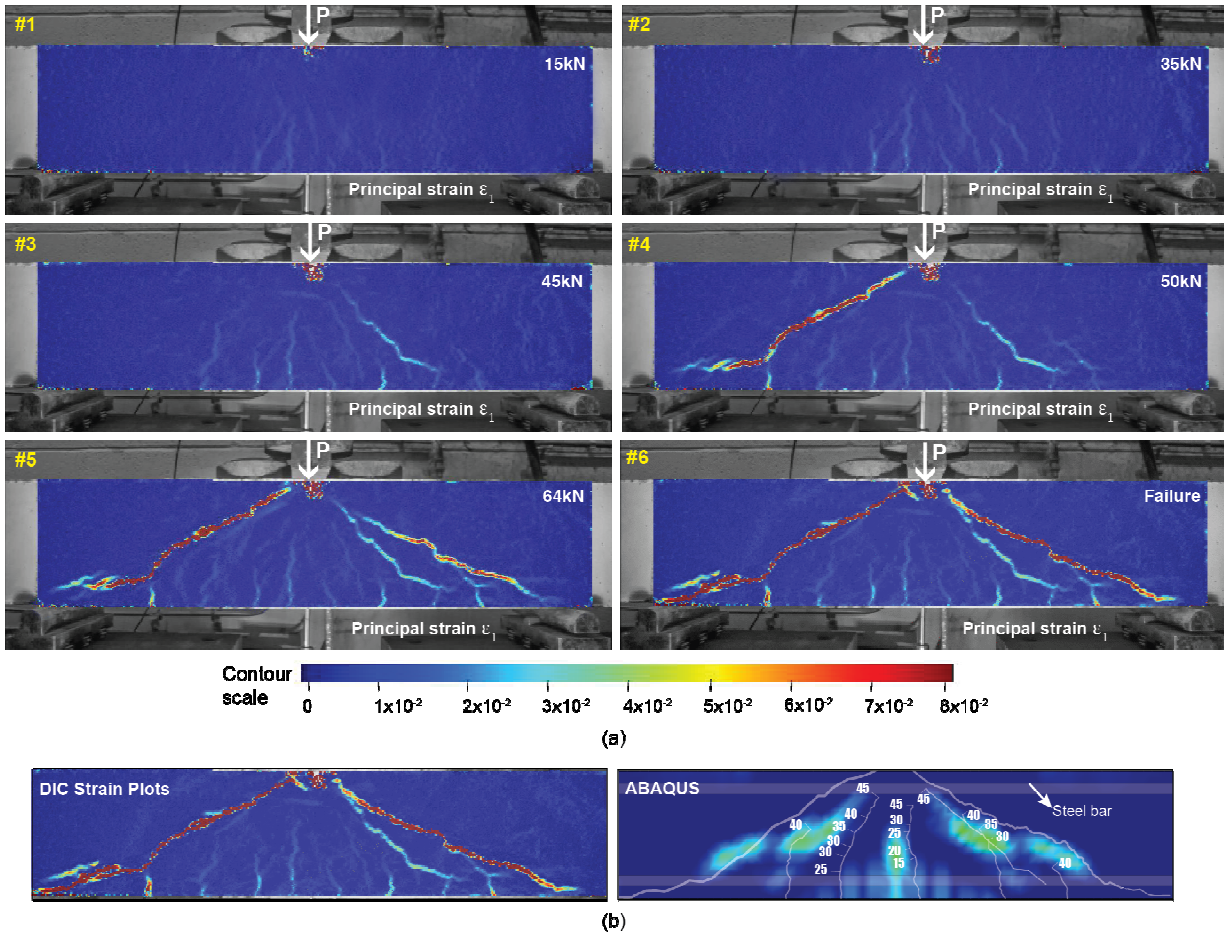 #1 P #2 P
15kN 35kN
Principal strain ε1 Principal strain ε1
#3 P #4 P
45kN 50kN
Principal strain ε1 Principal strain ε1
#5 P #6 P
64kN Failure
Principal strain ε1 Principal strain ε1
Contour
scale
0 1x10-2 2x10-2 3x10-2 4x10-2 5x10-2 6x10-2 7x10-2 8x10-2
(a)
DIC Strain Plots ABAQUS
Steel bar
45 45 45
40 30 40
40 35 25 35
30 30
30 20
25 15 40
(b)